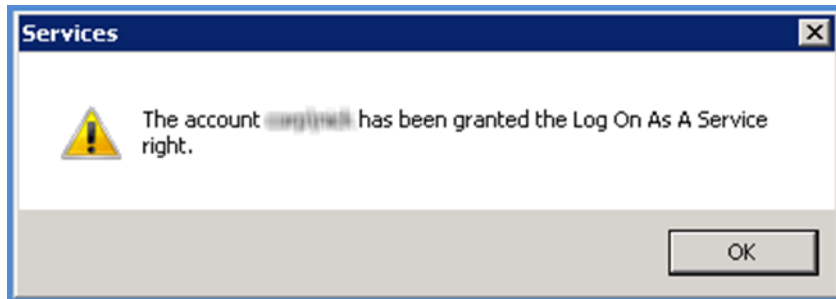 Services
The account has been granted the Log On As A Service
right.
OK